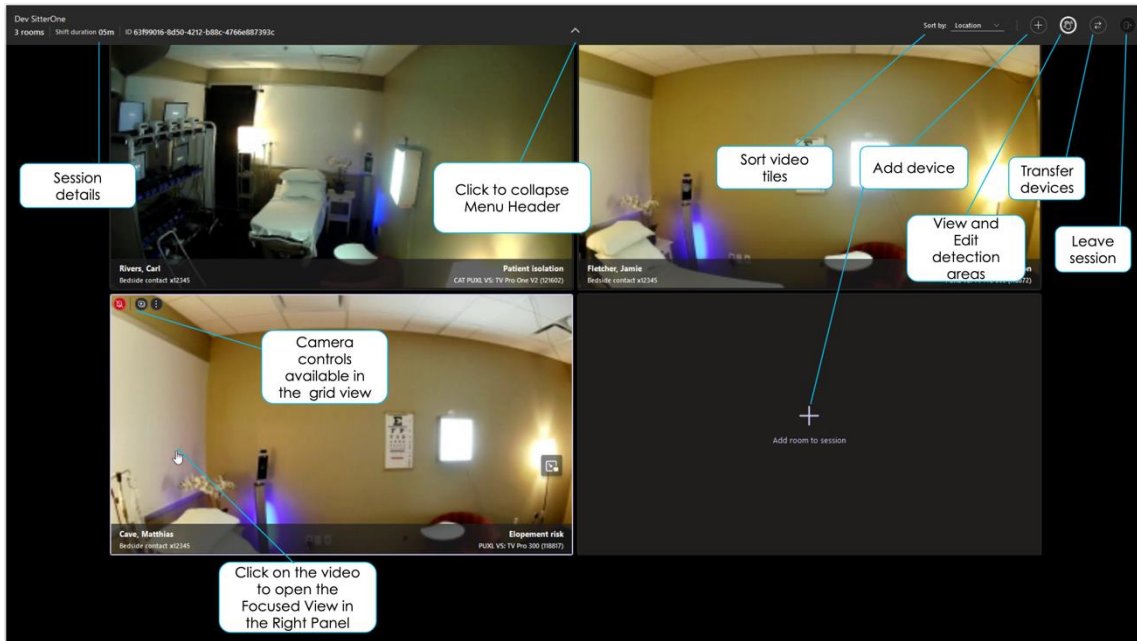 Dev SitterOne
3 rooms | Shift duration 05m | ID 63f99016-8d50-4212-b88c-4766e887393c
Sort by: Location
Session
details
Click to collapse
Menu Header
Sort video
tiles
Add device
Transfer
devices
View and
Edit
detection
areas
Leave
session
Rivers, Carl
Bedside contact x12345
Patient isolation
CAT PUXL VS: TV Pro One V2 (121602)
Fletcher, Jamie
Bedside contact x12345
Camera
controls
available in
the grid view
Add room to session
Cave, Matthias
Bedside contact x12345
Elopement risk
PUXL VS: TV Pro 300 (118817)
Click on the video
to open the
Focused View in
the Right Panel